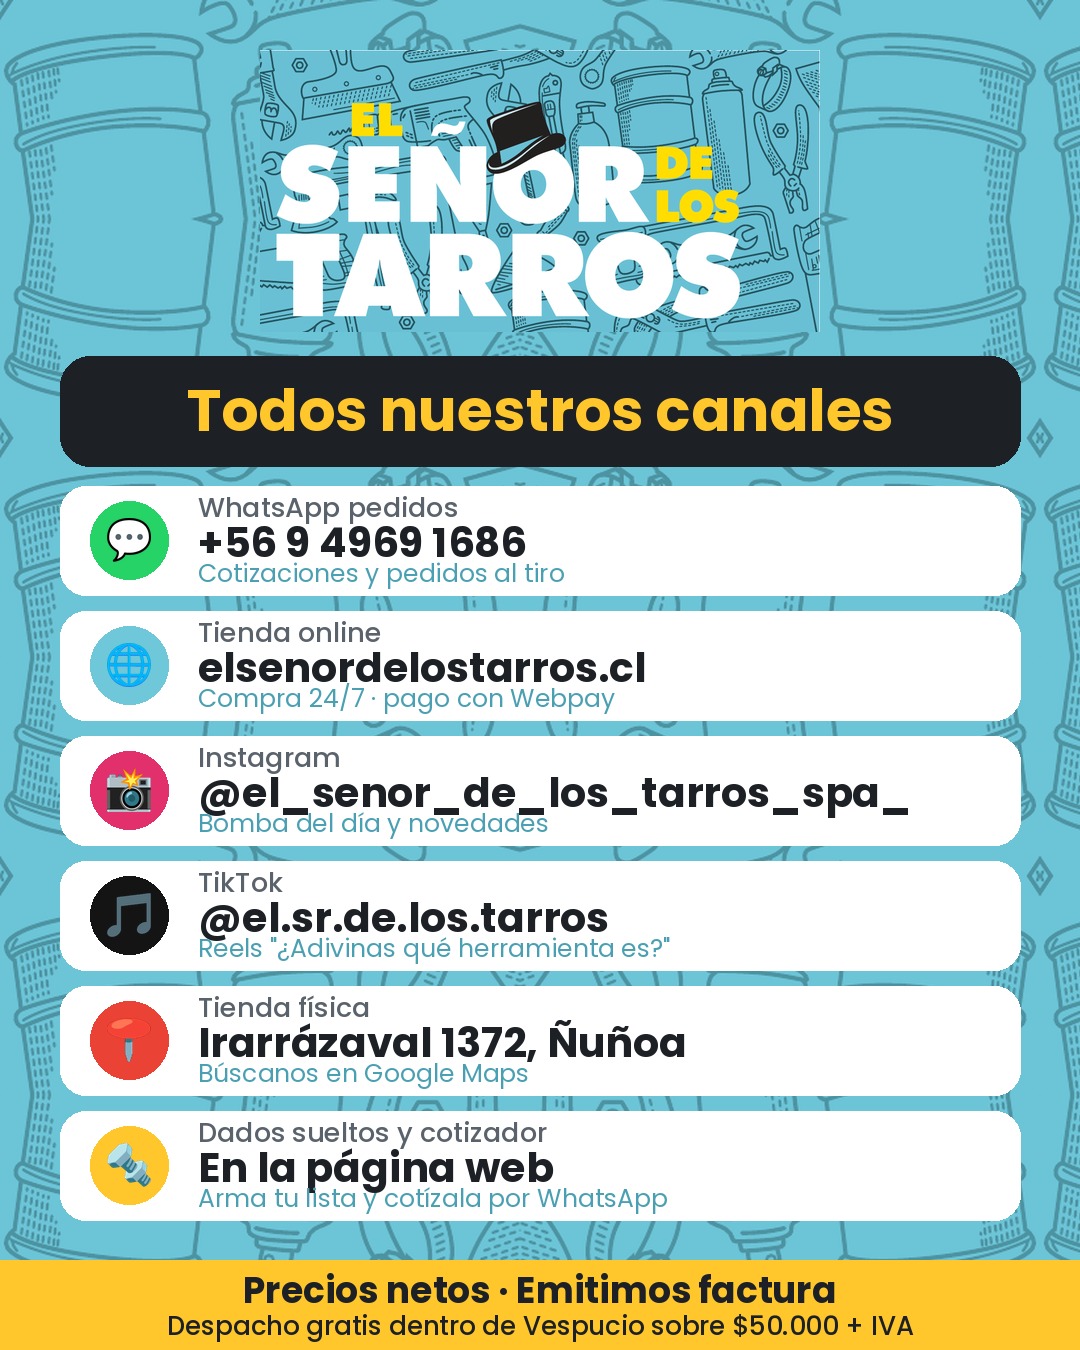 EL
SEÑOR DE LOS
TARROS
Todos nuestros canales
WhatsApp pedidos
+56 9 4969 1686
Cotizaciones y pedidos al tiro
Tienda online
elsenordelostarros.cl
Compra 24/7 · pago con Webpay
Instagram
@el_senor_de_los_tarros_spa_
Bomba del día y novedades
TikTok
@el.sr.de.los.tarros
Reels "¿Adivinas qué herramienta es?"
Tienda física
Irarrázaval 1372, Ñuñoa
Búscanos en Google Maps
Dados sueltos y cotizador
En la página web
Arma tu lista y cotízala por WhatsApp
Precios netos · Emitimos factura
Despacho gratis dentro de Vespucio sobre $50.000 + IVA